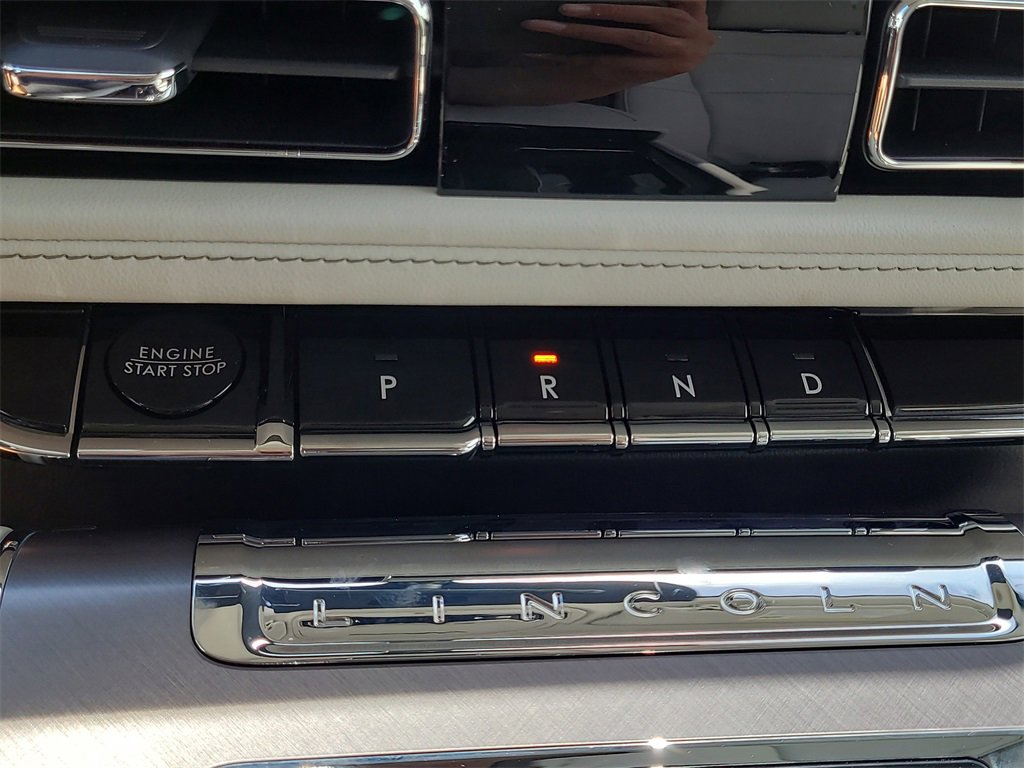 ENGINE
START STOP
P R N D
LINCOLN